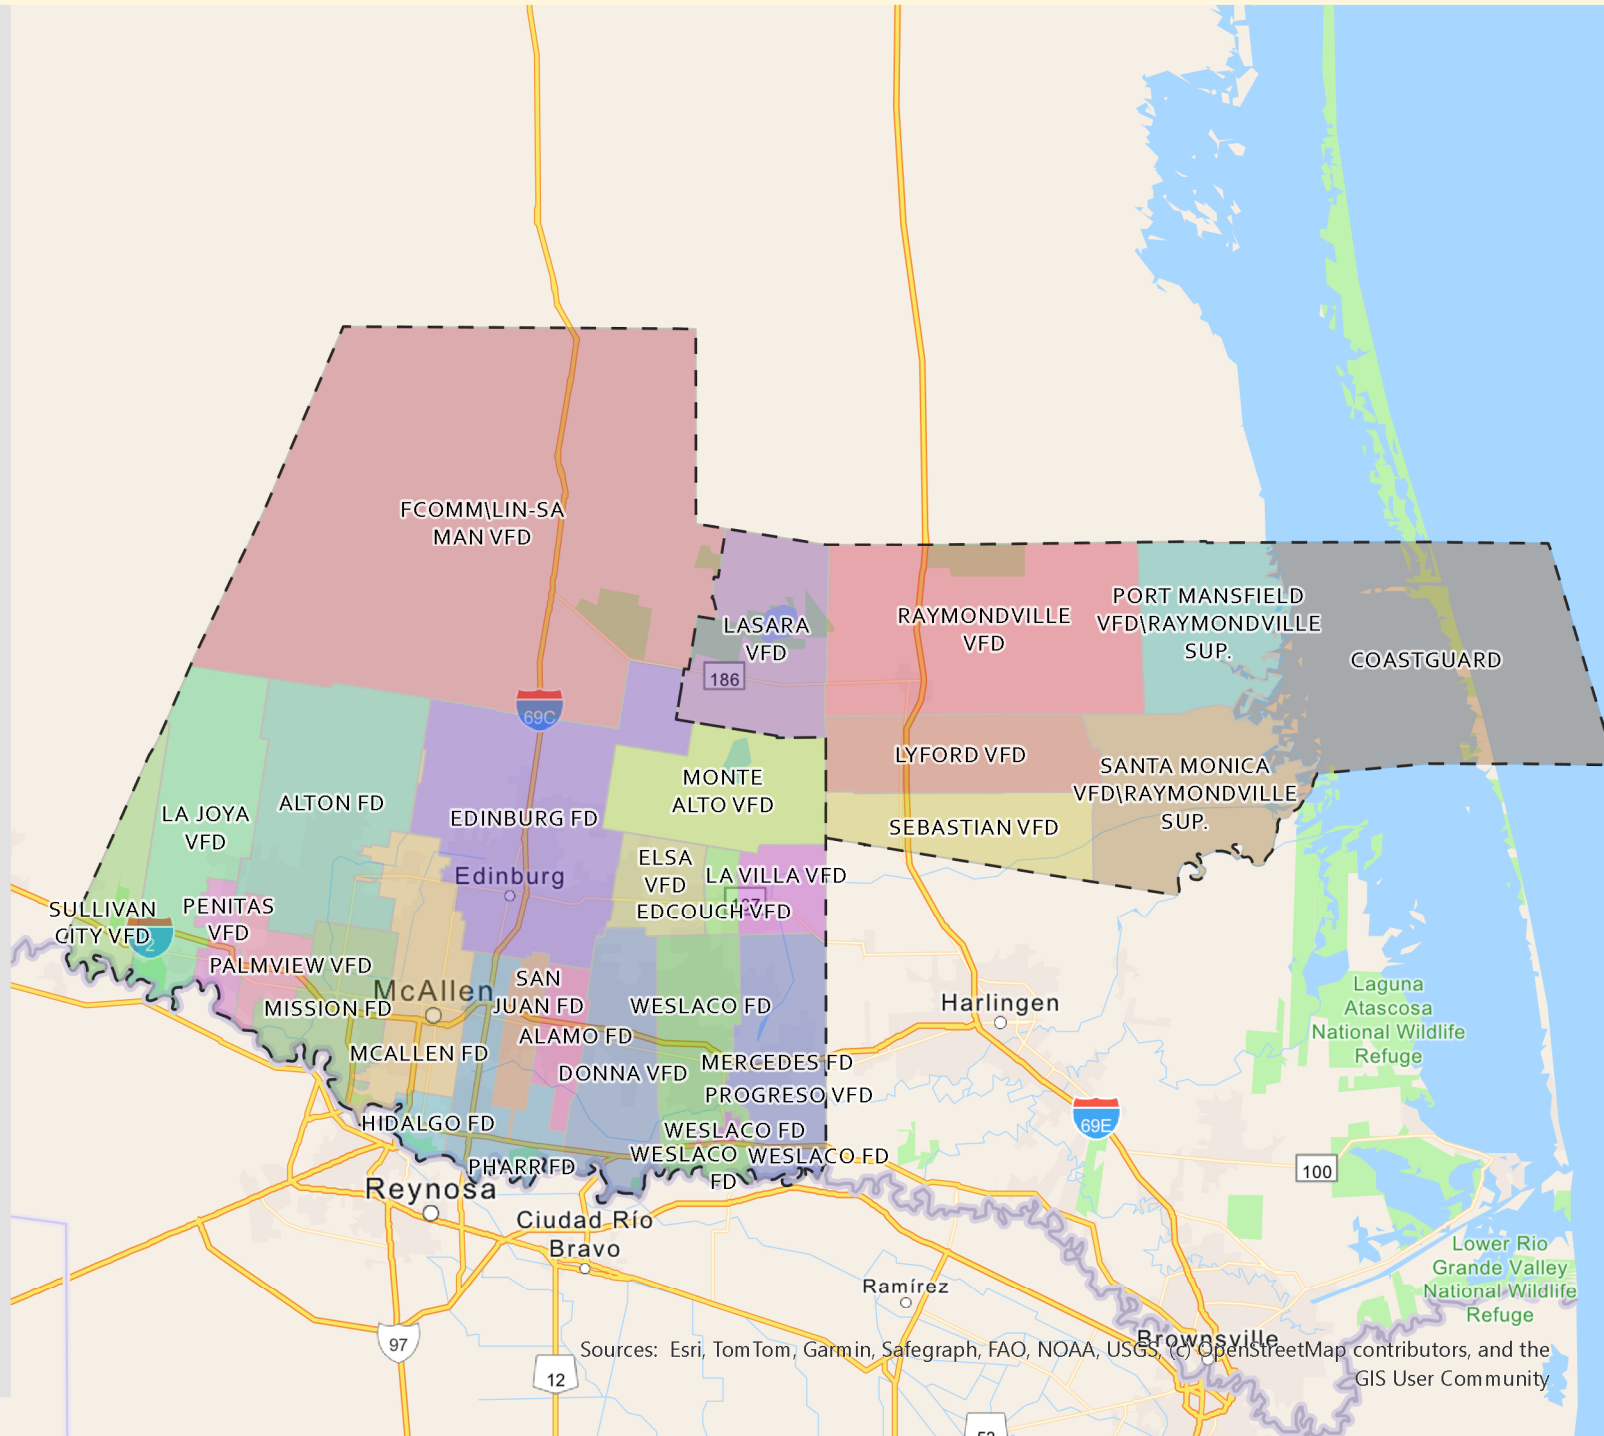 FCOMM\LIN-SA
MAN VFD
LASARA
VFD
186
RAYMONDVILLE
VFD
PORT MANSFIELD
VFD\RAYMONDVILLE
SUP.
COASTGUARD
69C
LYFORD VFD
SANTA MONICA
VFD\RAYMONDVILLE
SUP.
SEBASTIAN VFD
MONTE
ALTO VFD
LA JOYA
VFD
ALTON FD
EDINBURG FD
Edinburg
ELSA
VFD
LA VILLA VFD
EDCOUCH VFD
SULLIVAN
CITY VFD
2
PENITAS
VFD
PALMVIEW VFD
MISSION FD
McAllen
SAN
JUAN FD
WESLACO FD
ALAMO FD
MCALLEN FD
DONNA VFD
MERCEDES FD
PROGRESO VFD
HIDALGO FD
WESLACO FD
WESLACO
FD
WESLACO FD
PHARR FD
Harlingen
Laguna
Atascosa
National Wildlife
Refuge
69E
100
Reynosa
Ciudad Río
Bravo
Ramírez
Lower Rio
Grande Valley
National Wildlife
Refuge
Brownsville
97
12
Sources: Esri, TomTom, Garmin, Safegraph, FAO, NOAA, USGS, (c) OpenStreetMap contributors, and the
GIS User Community